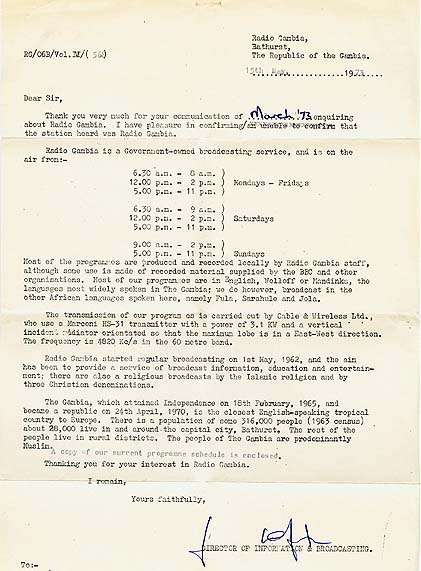 Radio Gambia,
Bathurst,
The Republic of the Gambia.
RG/06B/Vol.IV/(
15th May, 1973
Dear Sir,
Thank you very much for your communication of March '73 enquiring
about Radio Gambia. I have pleasure in confirming/am unable to confirm that
the station heard was Radio Gambia.
Radio Gambia is a Government-owned broadcsting service, and is on the
air from:-
6.30 a.m. - 8 a.m. )
12.00 p.m. - 2 p.m. ) Mondays - Fridays
5.00 p.m. - 11 p.m. )
6.30 a.m. - 9 a.m. )
12.00 p.m. - 2 p.m. ) Saturdays
5.00 p.m. - 11 p.m. )
9.00 a.m. - 2 p.m. )
5.00 p.m. - 11 p.m. ) Sundays
Most of the programmes are produced and recorded locally by Radio Gambia staff,
although some use is made of recorded material supplied by the BBC and other
organisations. Most of our programmes are in English, Wolloff or Mandinka, the
languages most widely spoken in The Gambia; we do however, broadcast in the
other African languages spoken here, namely Fula, Sarahule and Jola.
The transmission of our program as is carried out by Cable & Wireless Ltd.,
who use a Marconi HS-31 transmitter with a power of 3.1 KW and a vertical
incident radiator orientated so that the maximum lobe is in a East-West direction.
The frequency is 4820 Kc/s in the 60 metre band.
Radio Gambia started regular broadcasting on 1st May, 1962, and the aim
has been to provide a service of broadcast information, education and entertain-
ment; there are also a religious broadcasts by the Islamic religion and by
three Christian denominations.
The Gambia, which attained Independence on 18th February, 1965, and
became a republic on 24th April, 1970, is the closest English-speaking tropical
country to Europe. There is a population of some 316,000 people (1963 census)
about 28,000 live in and around the capital city, Bathurst. The rest of the
people live in rural districts. The people of The Gambia are predominantly
Muslim.
A copy of our current programme schedule is enclosed.
Thanking you for your interest in Radio Gambia.
I remain,
Yours faithfully,
DIRECTOR OF INFORMATION & BROADCASTING.
To:-